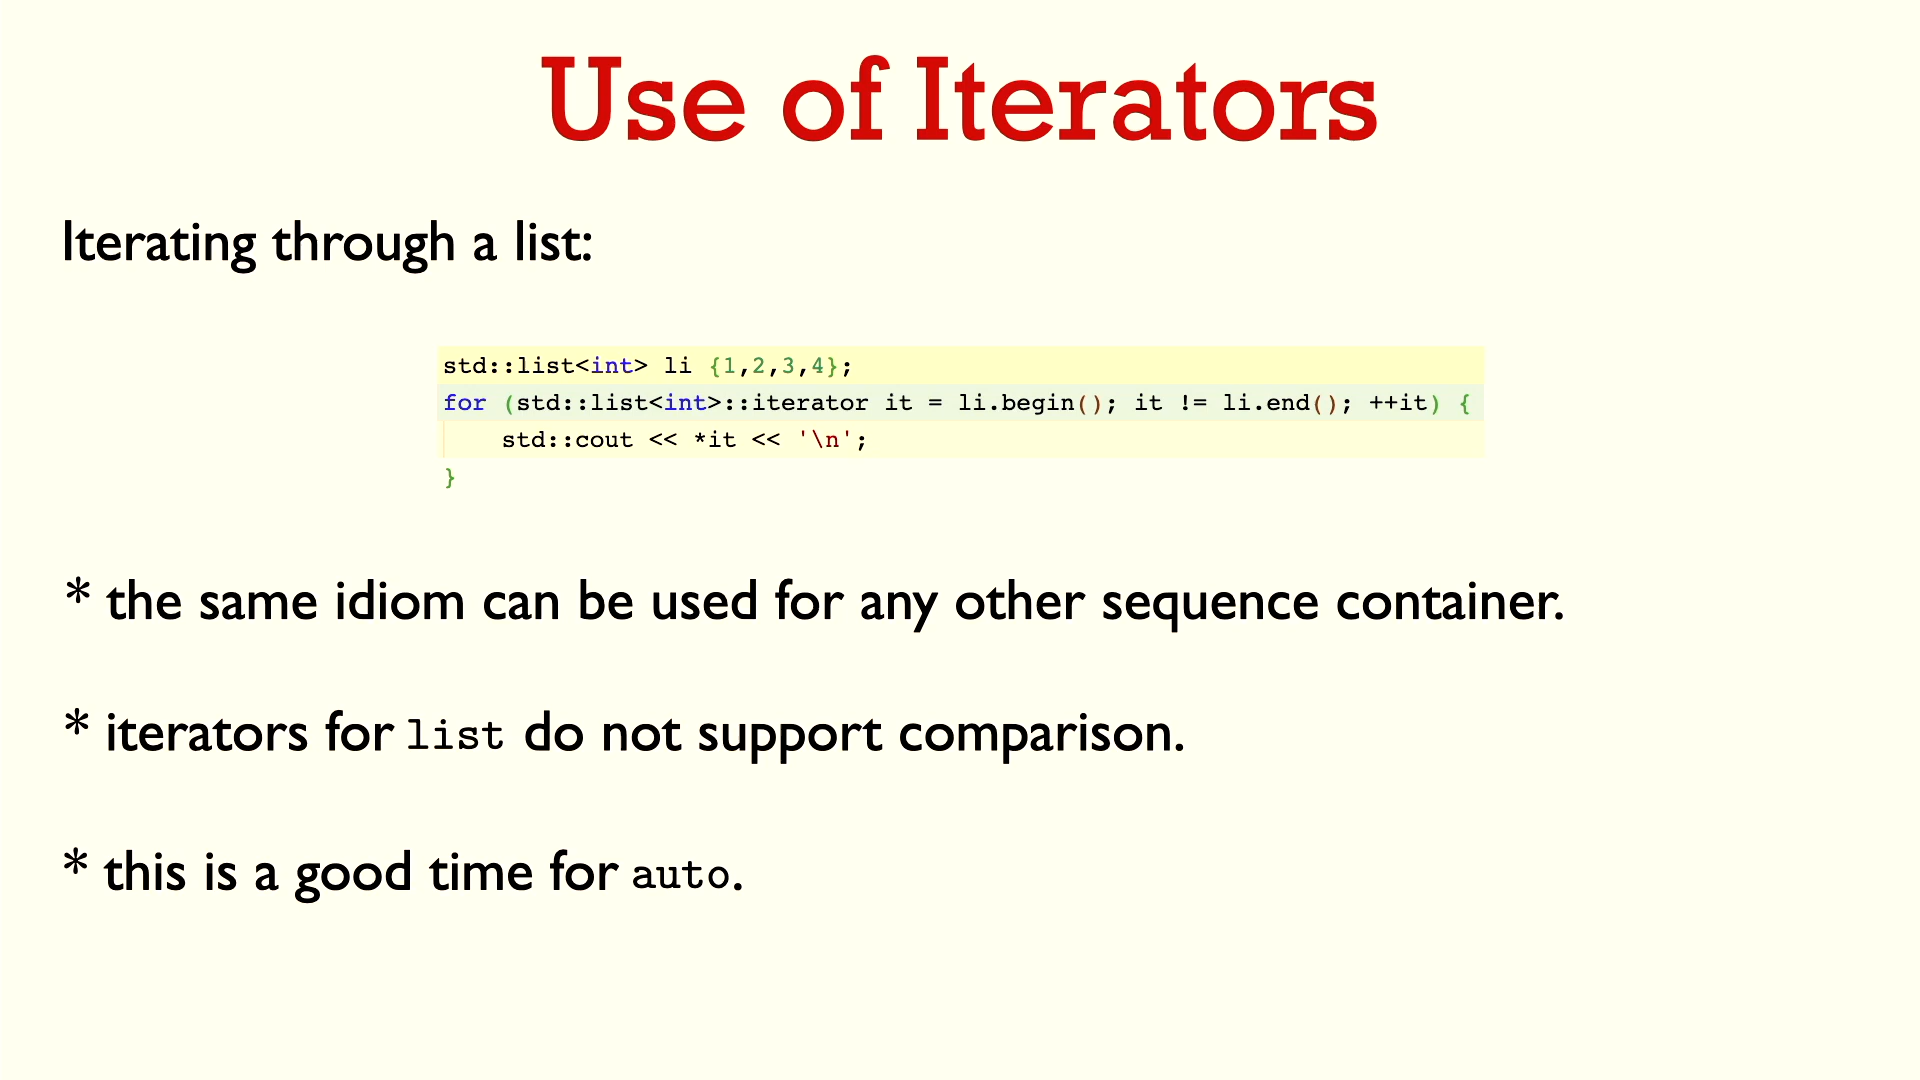 Use of Iterators
Iterating through a list:
std::list<int> li {1,2,3,4};
for (std::list<int>::iterator it = li.begin(); it != li.end(); ++it) {
    std::cout << *it << '\n';
}
* the same idiom can be used for any other sequence container.
* iterators for list do not support comparison.
* this is a good time for auto.